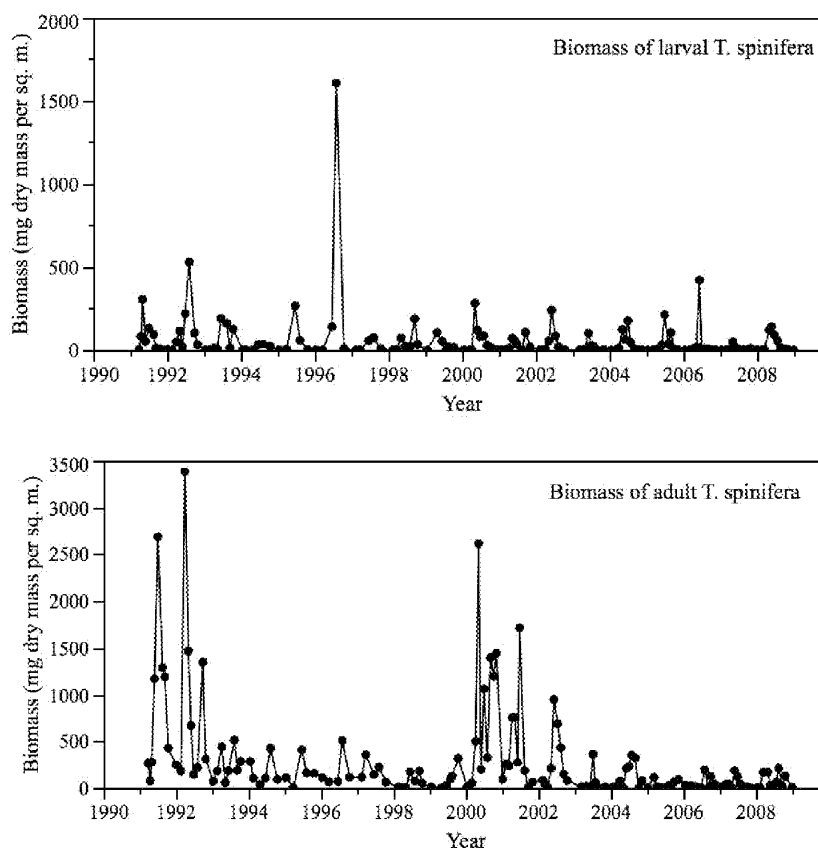 2000
Biomass of larval T. spinifera
1500
1000
500
0
Biomass (mg dry mass per sq. m.)
1990 1992 1994 1996 1998 2000 2002 2004 2006 2008
Year
3500
Biomass of adult T. spinifera
3000
2500
2000
1500
1000
500
0
Biomass (mg dry mass per sq. m.)
1990 1992 1994 1996 1998 2000 2002 2004 2006 2008
Year